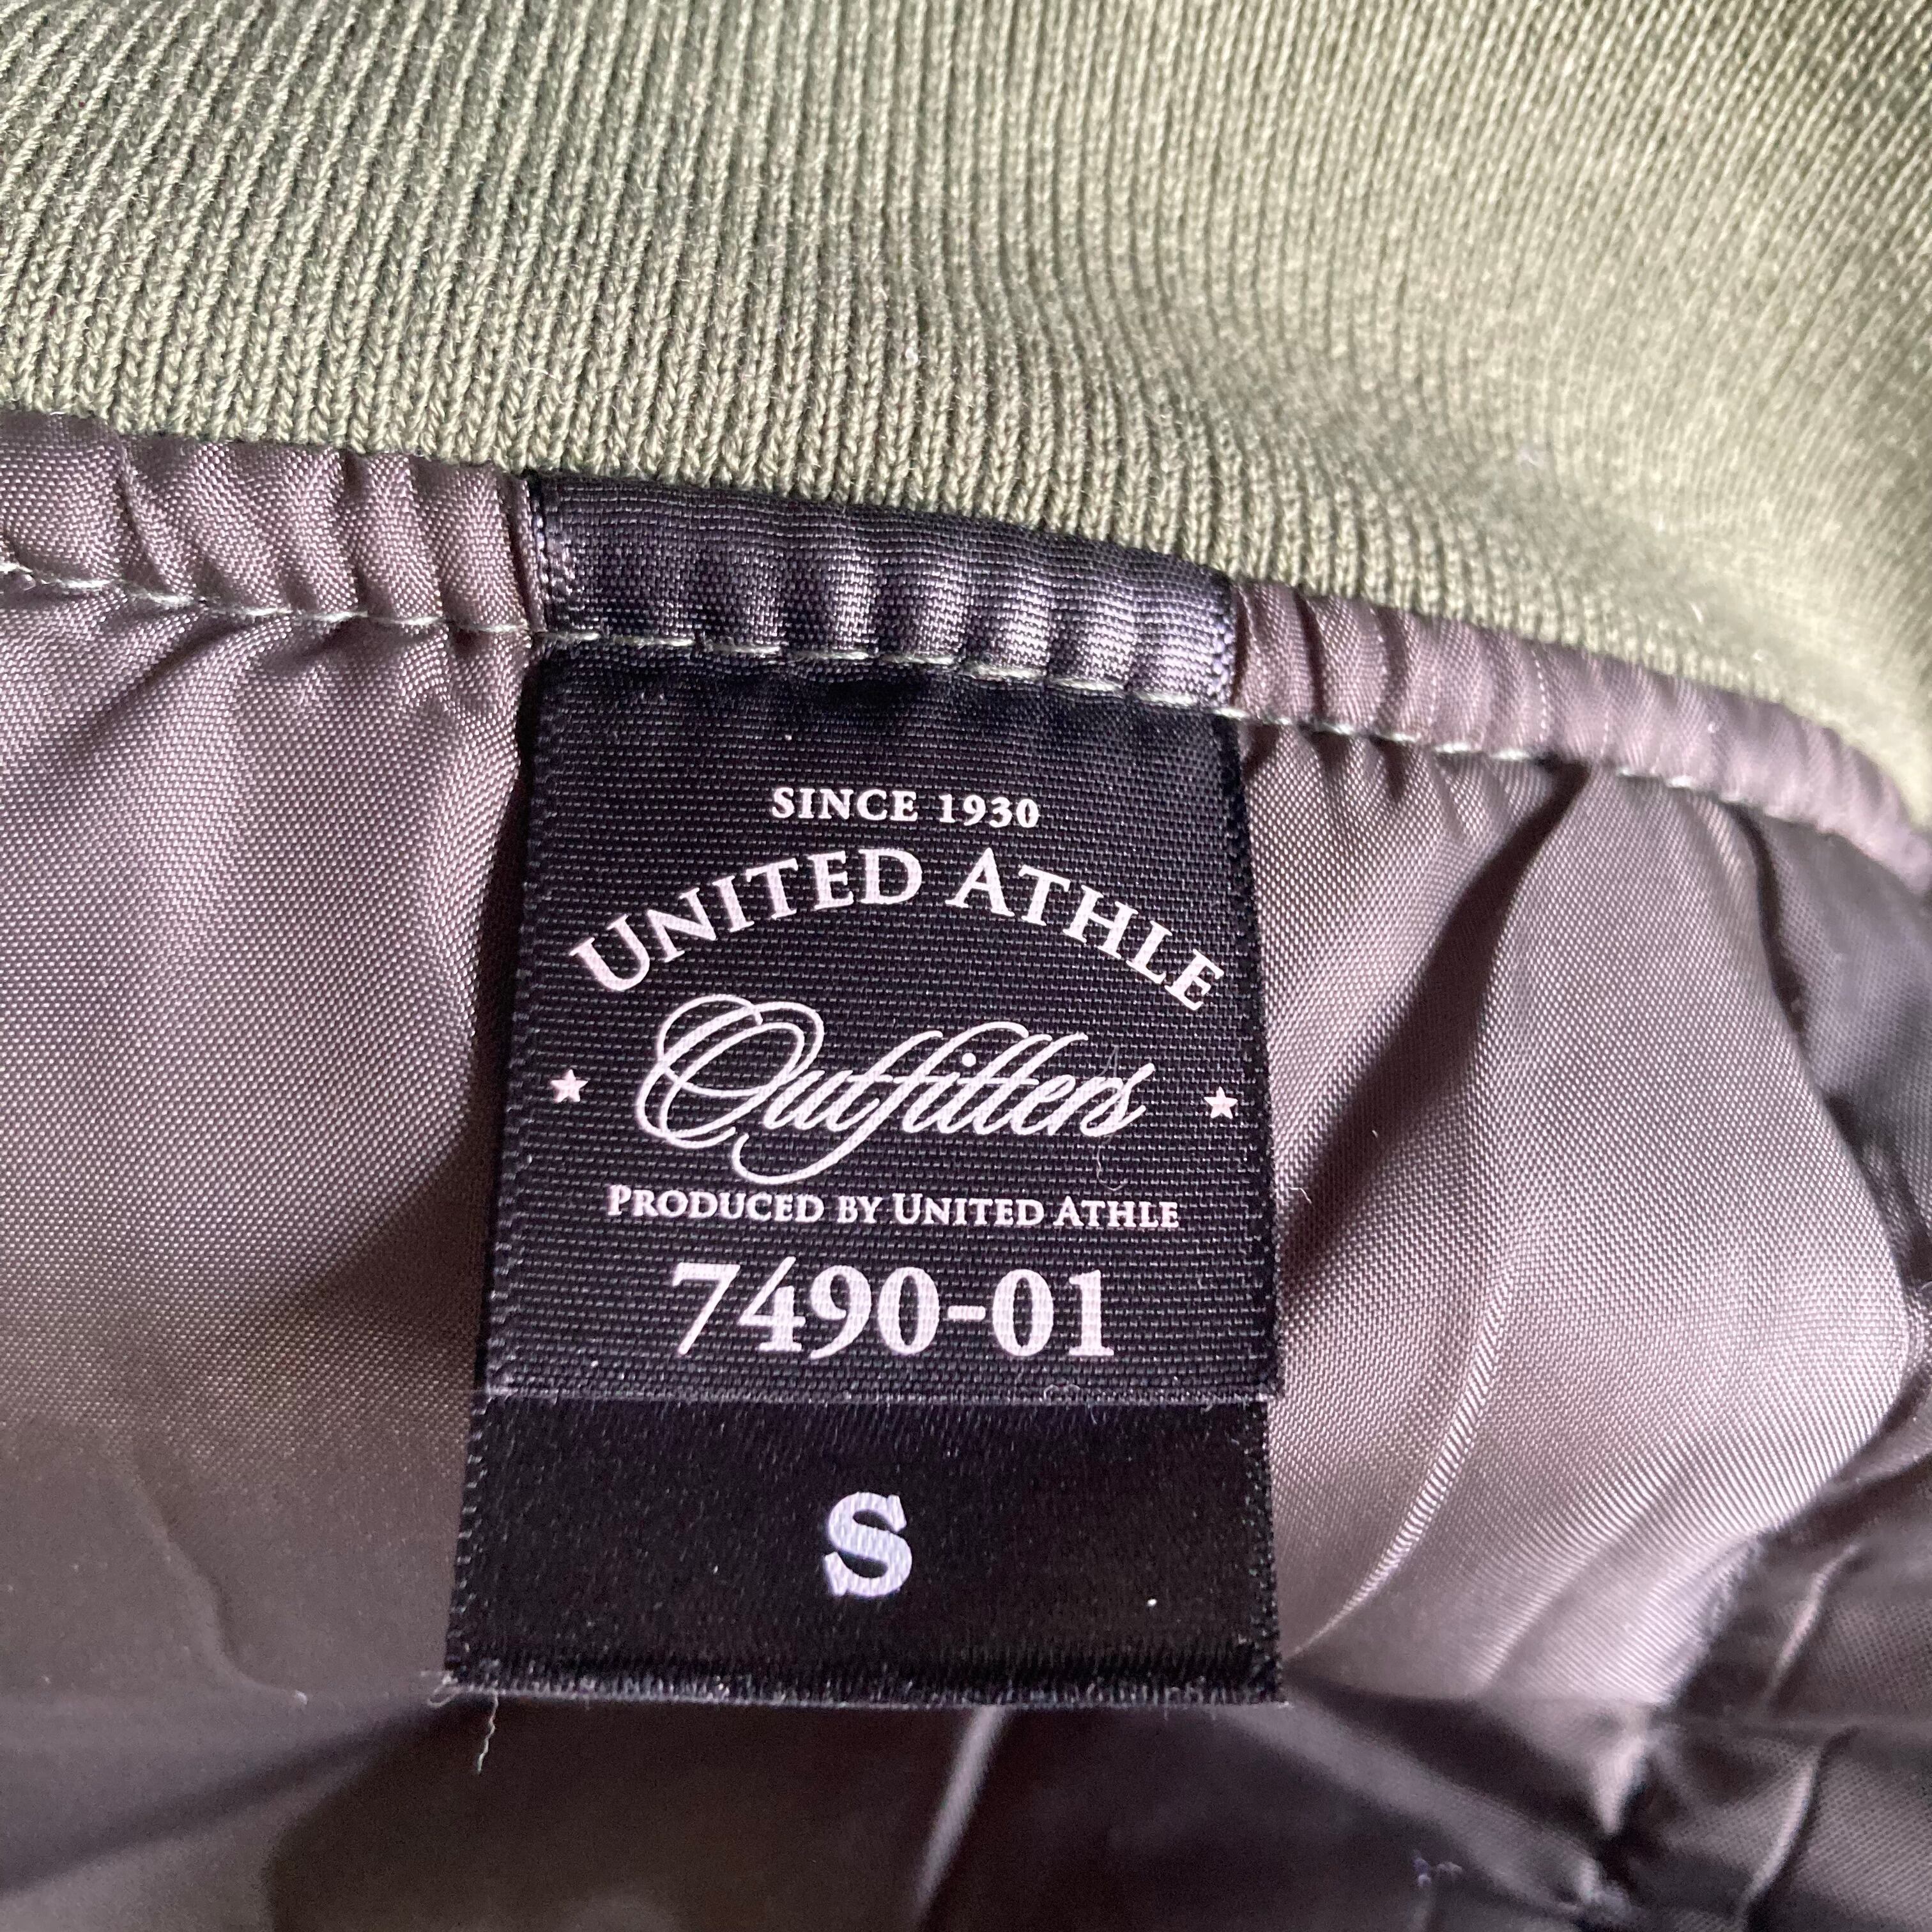 SINCE 1930
UNITED ATHLE
Outfitters
PRODUCED BY UNITED ATHLE
7490-01
S